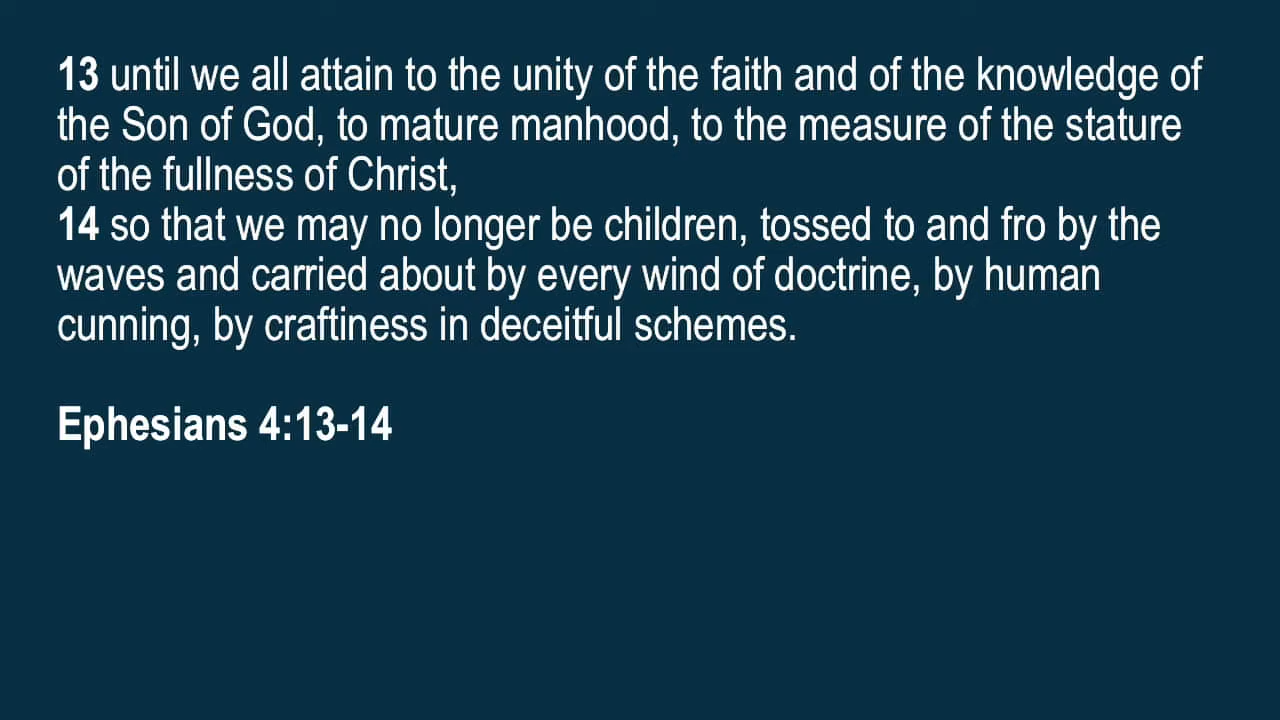 13 until we all attain to the unity of the faith and of the knowledge of
the Son of God, to mature manhood, to the measure of the stature
of the fullness of Christ,
14 so that we may no longer be children, tossed to and fro by the
waves and carried about by every wind of doctrine, by human
cunning, by craftiness in deceitful schemes.
Ephesians 4:13-14